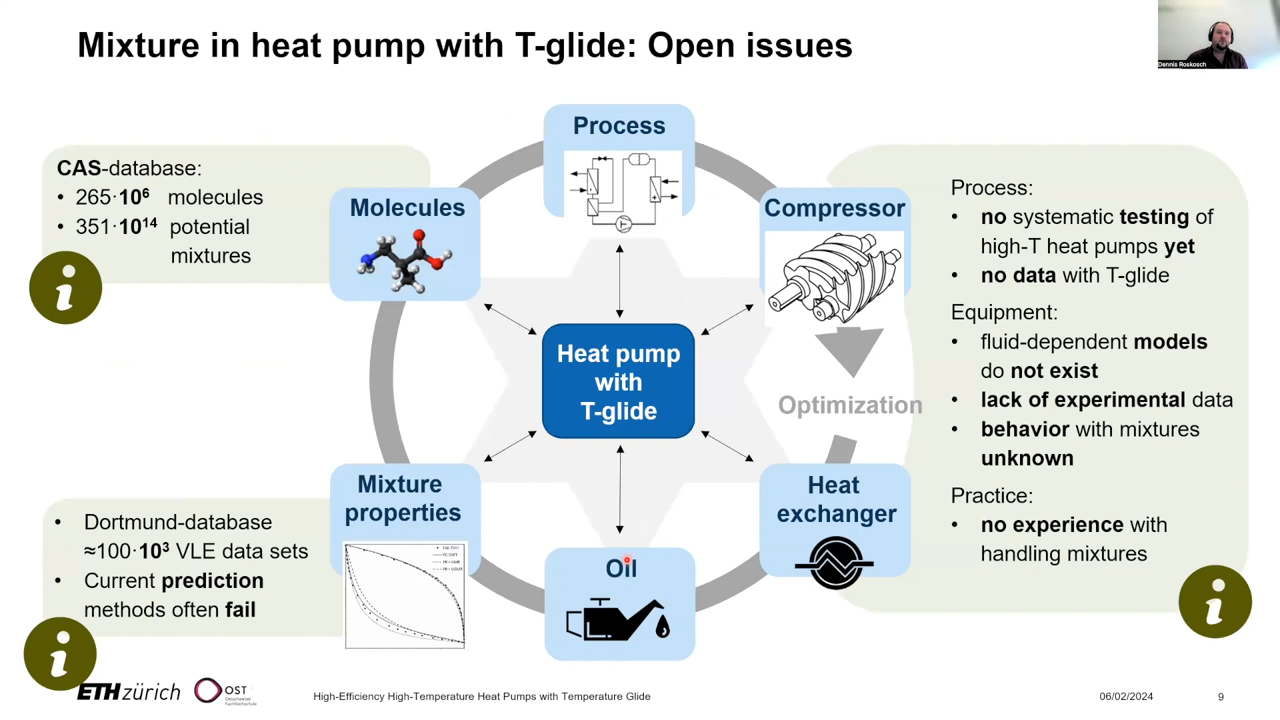 Mixture in heat pump with T-glide: Open issues
Dennis Roskosch
CAS-database:
• 265·10⁶ molecules
• 351·10¹⁴ potential
mixtures
Molecules
Process
Compressor
Heat pump
with
T-glide
Optimization
Mixture
properties
Oil
Heat
exchanger
• Dortmund-database
≈100·10³ VLE data sets
• Current prediction
methods often fail
Process:
• no systematic testing of
high-T heat pumps yet
• no data with T-glide
Equipment:
• fluid-dependent models
do not exist
• lack of experimental data
• behavior with mixtures
unknown
Practice:
• no experience with
handling mixtures
i
i
i
ETH zürich
OST
High-Efficiency High-Temperature Heat Pumps with Temperature Glide
06/02/2024
9